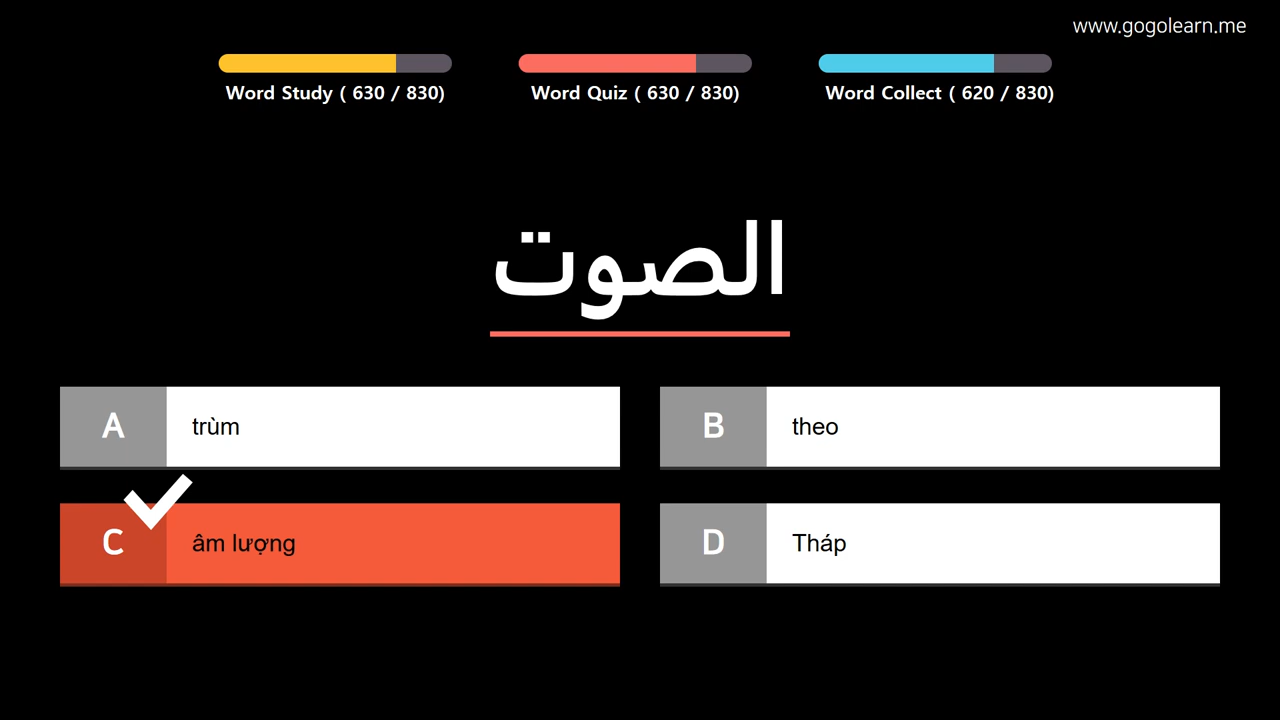 www.gogolearn.me
Word Study ( 630 / 830)
Word Quiz ( 630 / 830)
Word Collect ( 620 / 830)
الصوت
A
trùm
B
theo
C
âm lượng
D
Tháp